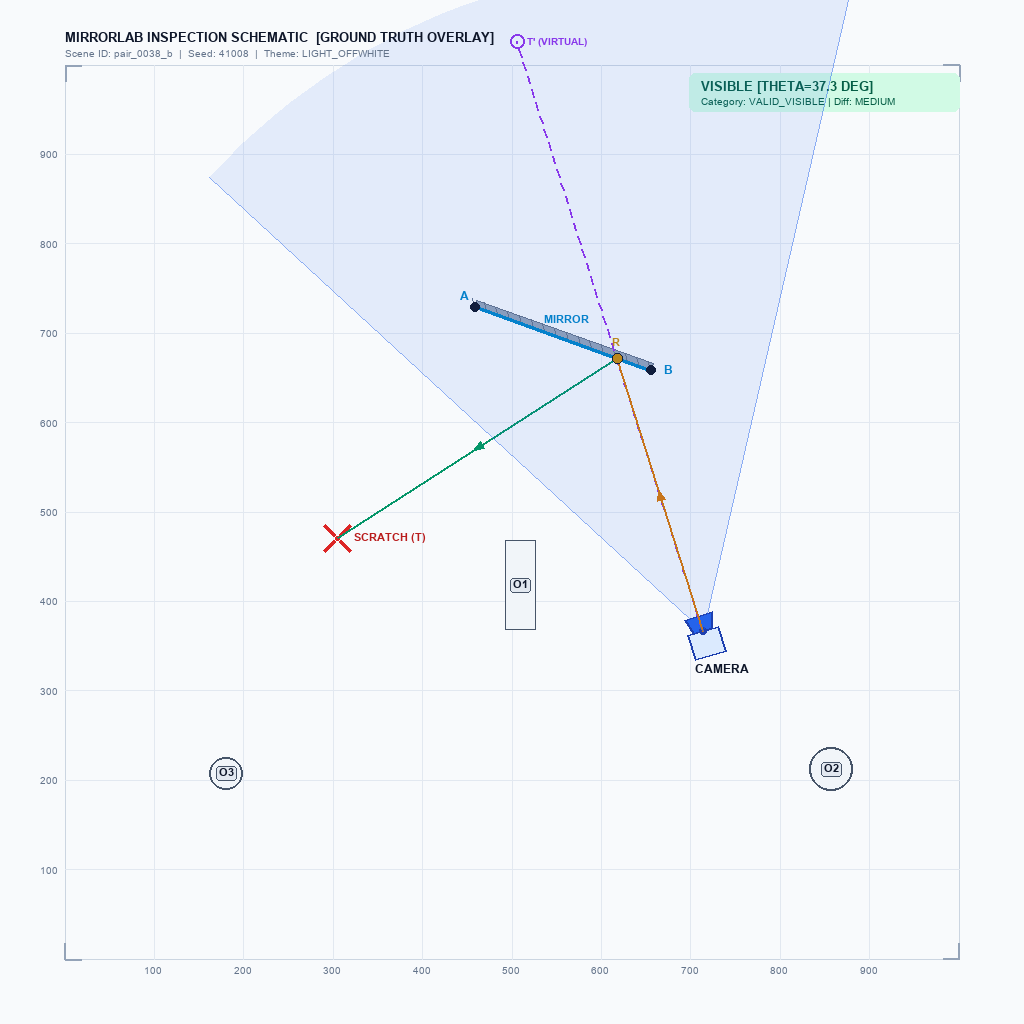 MIRRORLAB INSPECTION SCHEMATIC  [GROUND TRUTH OVERLAY]
Scene ID: pair_0038_b  |  Seed: 41008  |  Theme: LIGHT_OFFWHITE
T' (VIRTUAL)
VISIBLE [THETA=37.3 DEG]
Category: VALID_VISIBLE | Diff: MEDIUM
900
800
A
MIRROR
700
R
B
600
SCRATCH (T)
500
O1
400
CAMERA
300
O3
O2
200
100
100 200 300 400 500 600 700 800 900